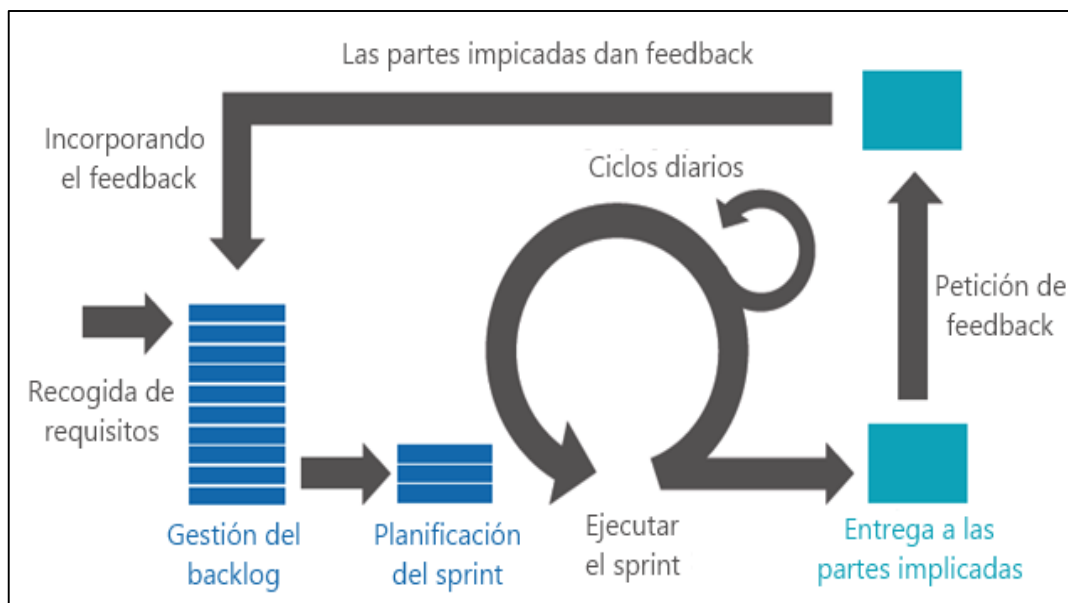 Las partes impicadas dan feedback
Incorporando
el feedback
Ciclos diarios
Petición de
feedback
Recogida de
requisitos
Gestión del
backlog
Planificación
del sprint
Ejecutar
el sprint
Entrega a las
partes implicadas